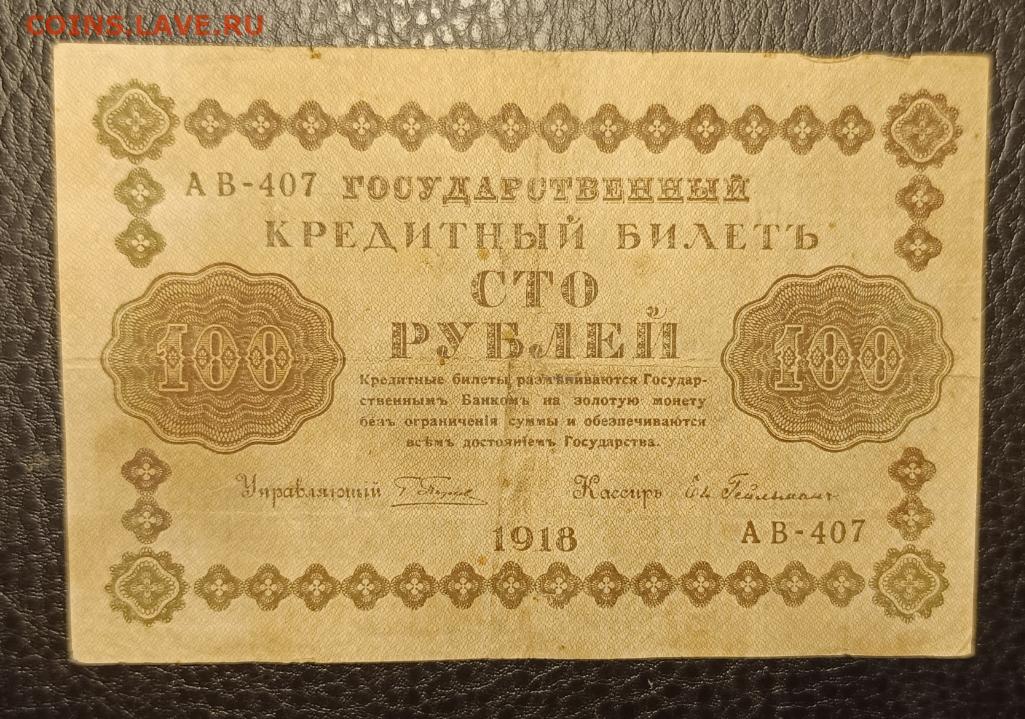 COINS.LAVE.RU
АВ-407 ГОСУДАРСТВЕННЫЙ
КРЕДИТНЫЙ БИЛЕТЪ
СТО
РУБЛЕЙ
100 100
Кредитные билеты размѣниваются Государ-
ственнымъ Банкомъ на золотую монету
безъ ограниченія суммы и обезпечиваются
всѣмъ достояніемъ Государства.
Управляющій Кассиръ
1918
АВ-407